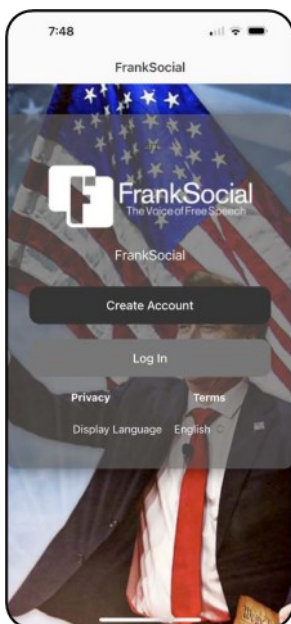 7:48
FrankSocial
FrankSocial
The Voice of Free Speech
FrankSocial
Create Account
Log In
Privacy Terms
Display Language English